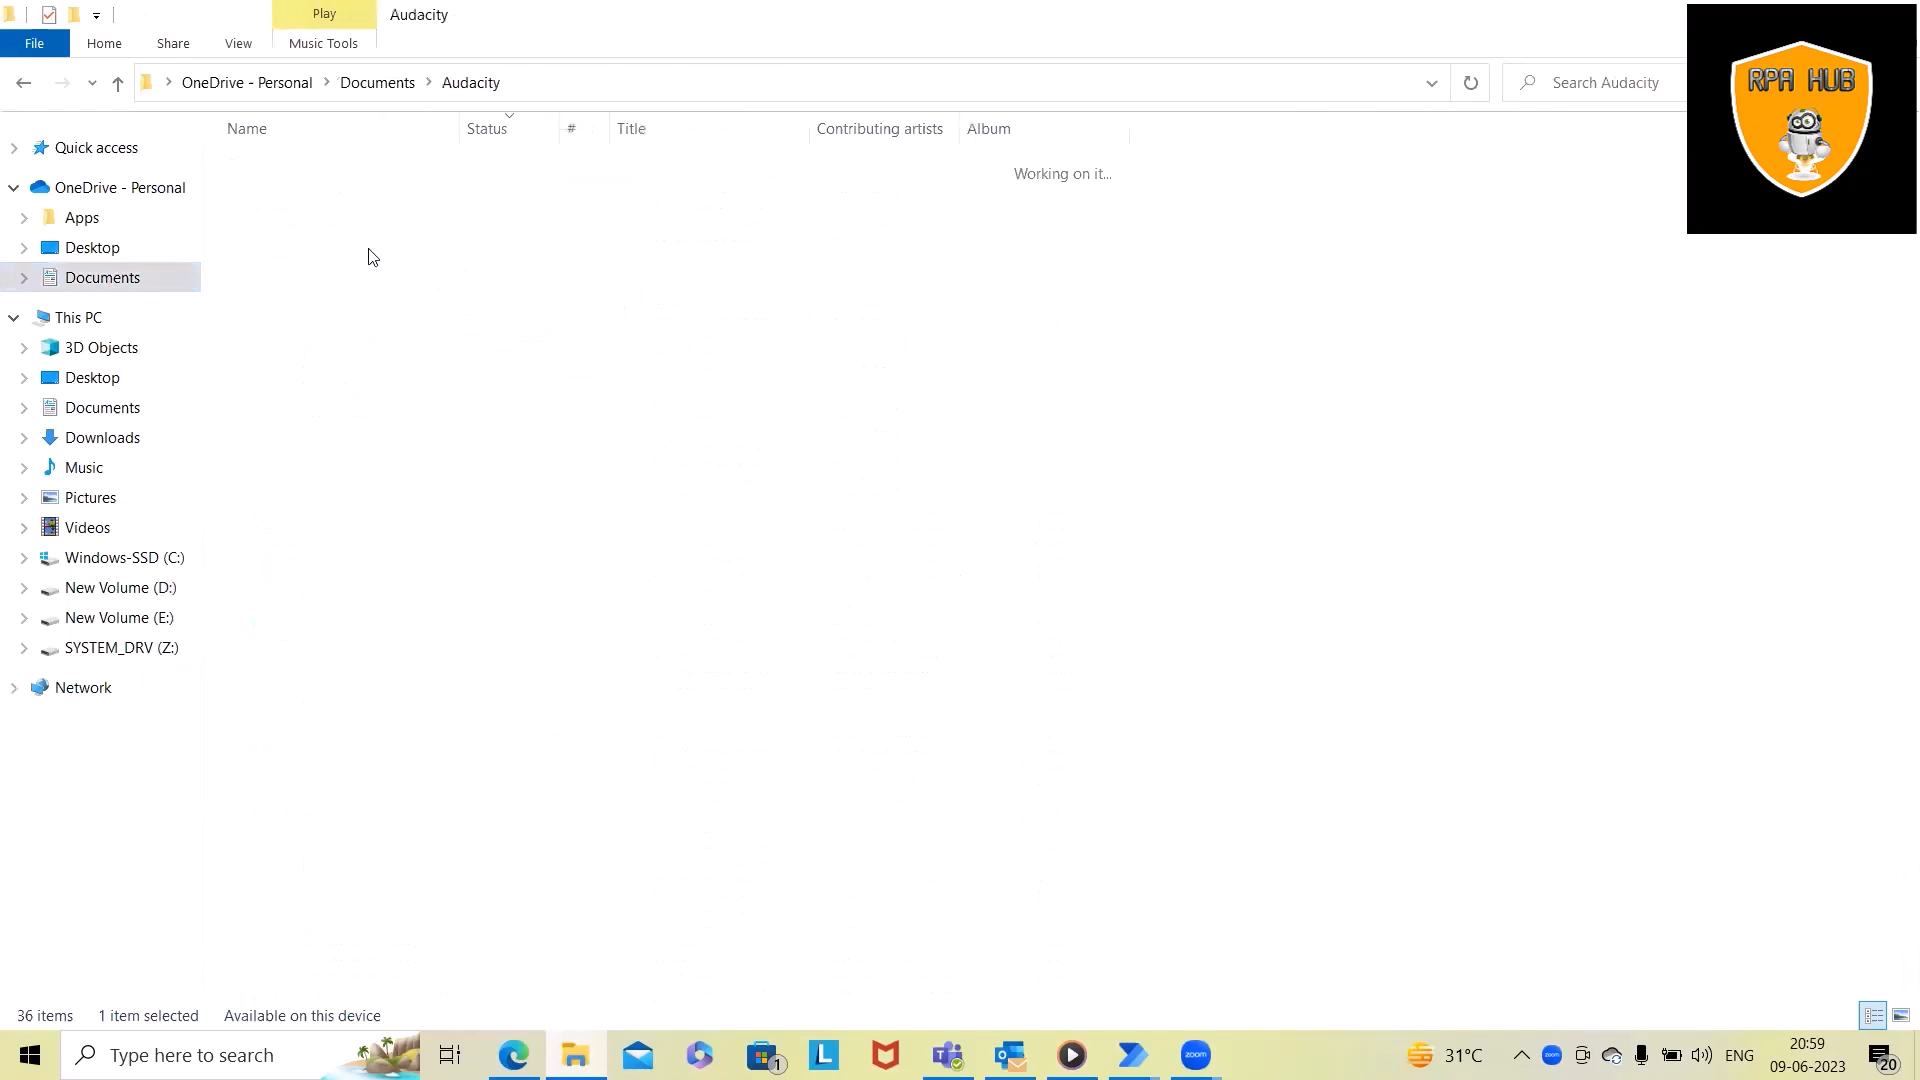 Play
Audacity
File
Home
Share
View
Music Tools
OneDrive - Personal
Documents
Audacity
Search Audacity
RPA HUB
Name
Status
#
Title
Contributing artists
Album
Working on it...
Quick access
OneDrive - Personal
Apps
Desktop
Documents
This PC
3D Objects
Desktop
Documents
Downloads
Music
Pictures
Videos
Windows-SSD (C:)
New Volume (D:)
New Volume (E:)
SYSTEM_DRV (Z:)
Network
36 items
1 item selected
Available on this device
Type here to search
1
L
T
zoom
31°C
zoom
ENG
20:59
09-06-2023
20